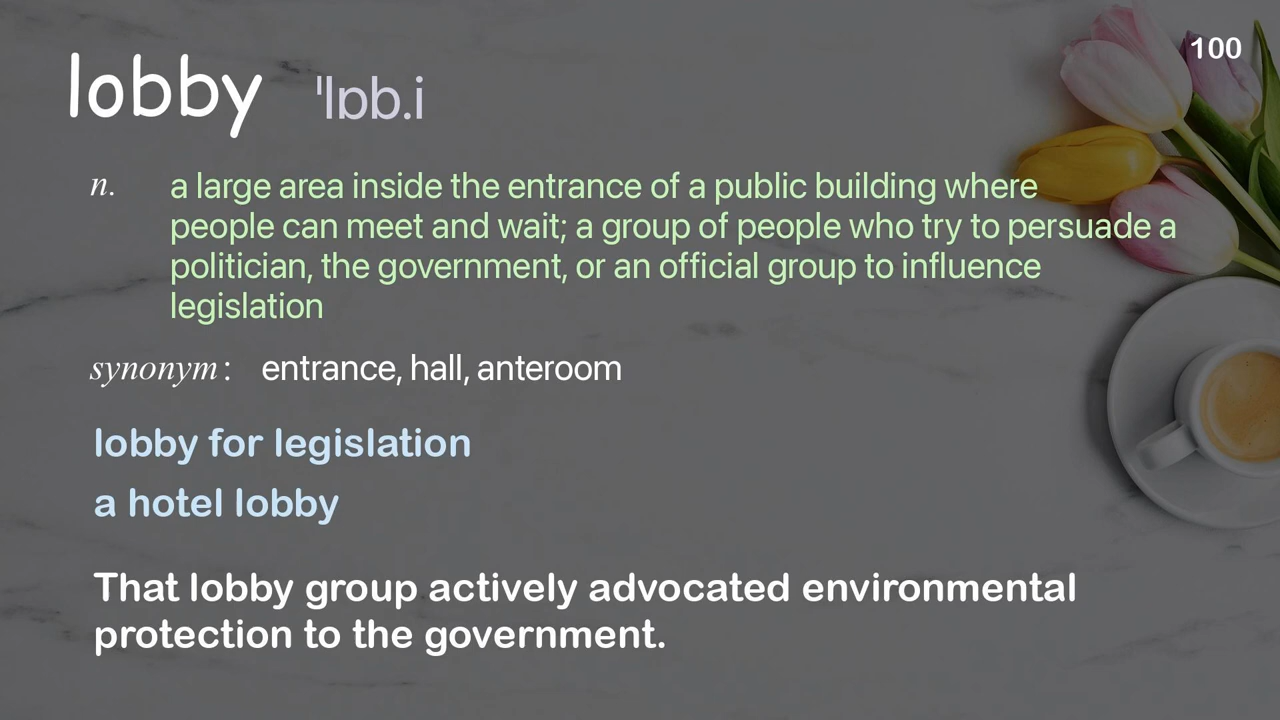 100
lobby ˈlɒb.i
n. a large area inside the entrance of a public building where
people can meet and wait; a group of people who try to persuade a
politician, the government, or an official group to influence
legislation
synonym: entrance, hall, anteroom
lobby for legislation
a hotel lobby
That lobby group actively advocated environmental
protection to the government.